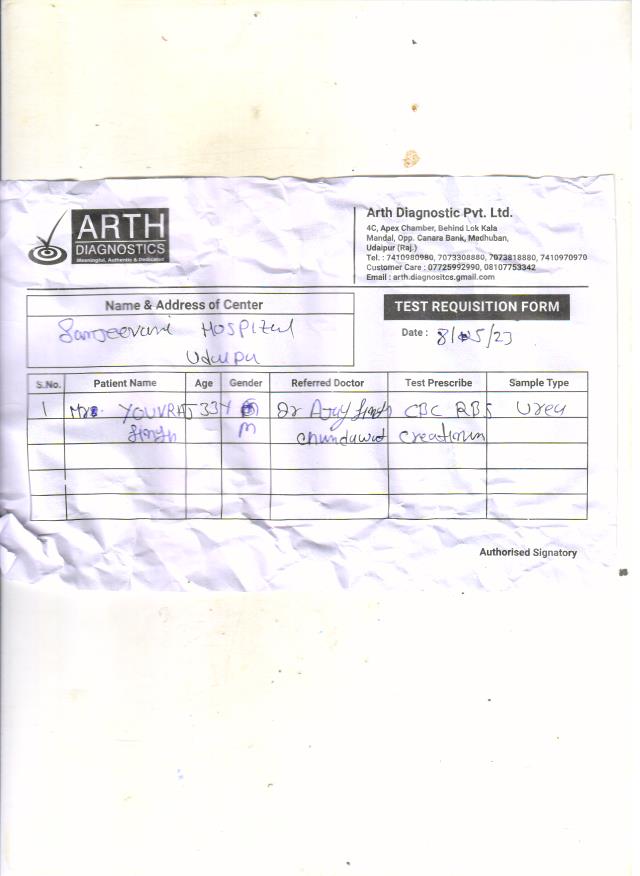 ARTH
DIAGNOSTICS
Meaningful, Authentic & Dedicated
Arth Diagnostic Pvt. Ltd.
4C, Apex Chamber, Behind Lok Kala
Mandal, Opp. Canara Bank, Madhuban,
Udaipur (Raj.)
Tel. : 7410980980, 7073308880, 7073818880, 7410970970
Customer Care : 07725992990, 08107753342
Email : arth.diagnositcs.gmail.com
Name & Address of Center
Sanjeevani Hospital
Udaipur
TEST REQUISITION FORM
Date : 8/05/23
S.No. Patient Name Age Gender Referred Doctor Test Prescribe Sample Type
1 YOUVRAJ 33Y Dr Ajay Singh CBC RBS Urea
Singh M Chundawat Creatinin
Authorised Signatory